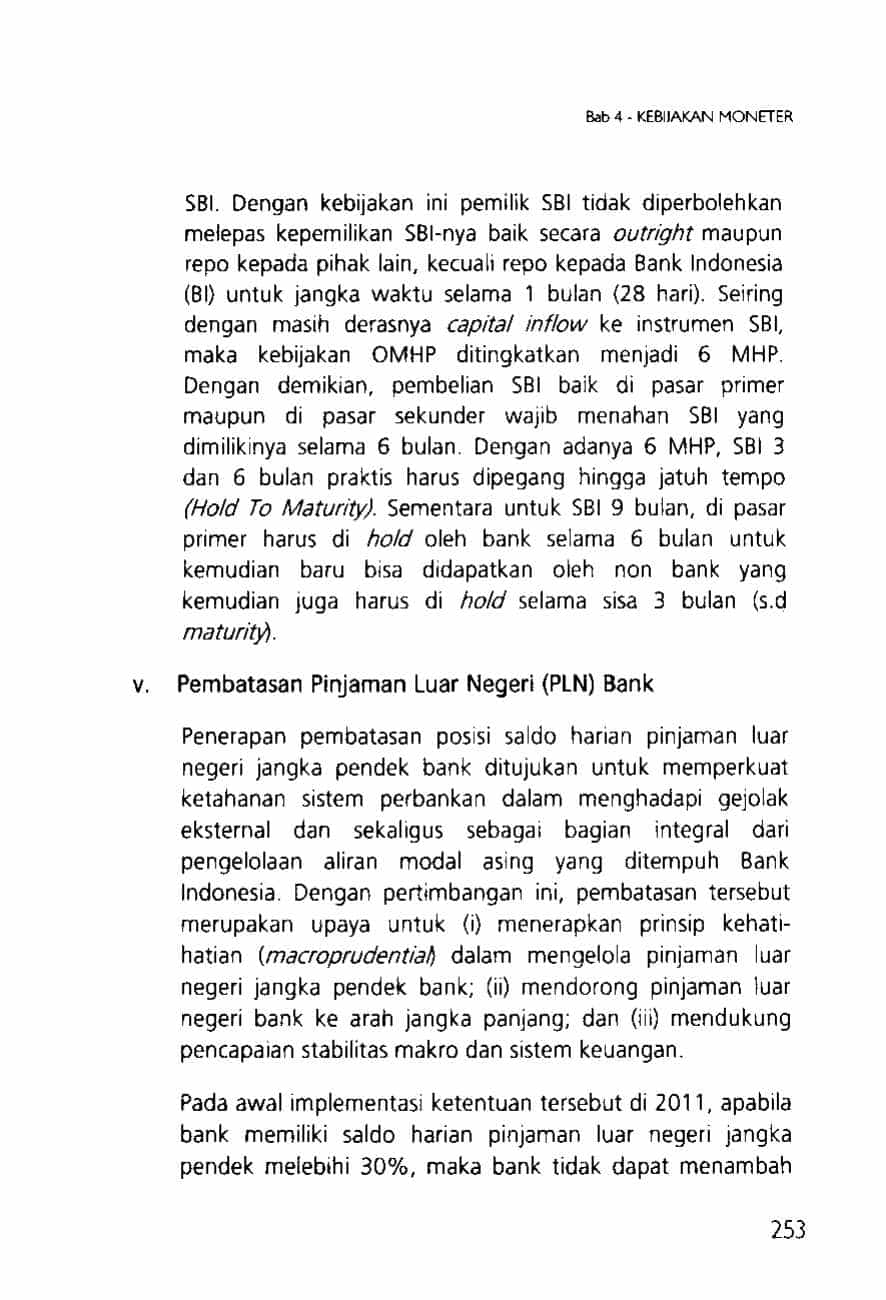 Bab 4 - KEBIJAKAN MONETER
SBI. Dengan kebijakan ini pemilik SBI tidak diperbolehkan
melepas kepemilikan SBI-nya baik secara outright maupun
repo kepada pihak lain, kecuali repo kepada Bank Indonesia
(BI) untuk jangka waktu selama 1 bulan (28 hari). Seiring
dengan masih derasnya capital inflow ke instrumen SBI,
maka kebijakan OMHP ditingkatkan menjadi 6 MHP.
Dengan demikian, pembelian SBI baik di pasar primer
maupun di pasar sekunder wajib menahan SBI yang
dimilikinya selama 6 bulan. Dengan adanya 6 MHP, SBI 3
dan 6 bulan praktis harus dipegang hingga jatuh tempo
(Hold To Maturity). Sementara untuk SBI 9 bulan, di pasar
primer harus di hold oleh bank selama 6 bulan untuk
kemudian baru bisa didapatkan oleh non bank yang
kemudian juga harus di hold selama sisa 3 bulan (s.d
maturity).
v. Pembatasan Pinjaman Luar Negeri (PLN) Bank
Penerapan pembatasan posisi saldo harian pinjaman luar
negeri jangka pendek bank ditujukan untuk memperkuat
ketahanan sistem perbankan dalam menghadapi gejolak
eksternal dan sekaligus sebagai bagian integral dari
pengelolaan aliran modal asing yang ditempuh Bank
Indonesia. Dengan pertimbangan ini, pembatasan tersebut
merupakan upaya untuk (i) menerapkan prinsip kehati-
hatian (macroprudential) dalam mengelola pinjaman luar
negeri jangka pendek bank; (ii) mendorong pinjaman luar
negeri bank ke arah jangka panjang; dan (iii) mendukung
pencapaian stabilitas makro dan sistem keuangan.
Pada awal implementasi ketentuan tersebut di 2011, apabila
bank memiliki saldo harian pinjaman luar negeri jangka
pendek melebihi 30%, maka bank tidak dapat menambah
253